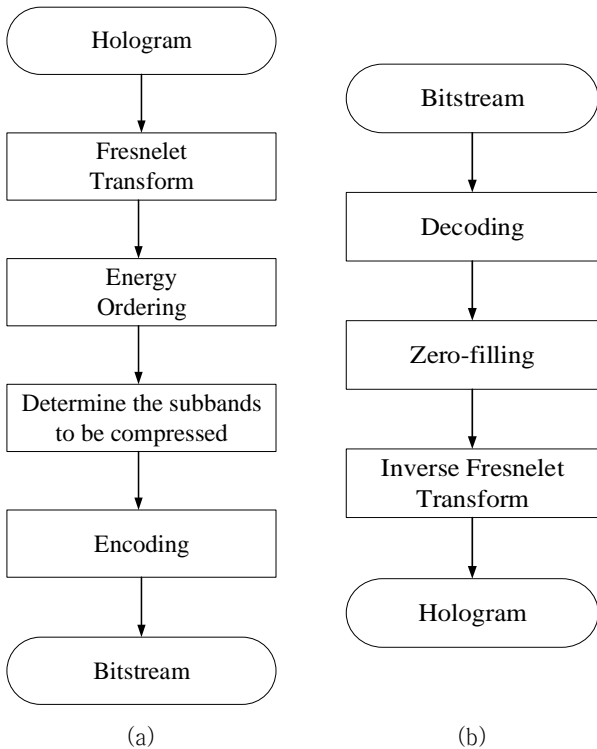 Hologram
Fresnelet
Transform
Energy
Ordering
Determine the subbands
to be compressed
Encoding
Bitstream
(a)
Bitstream
Decoding
Zero-filling
Inverse Fresnelet
Transform
Hologram
(b)